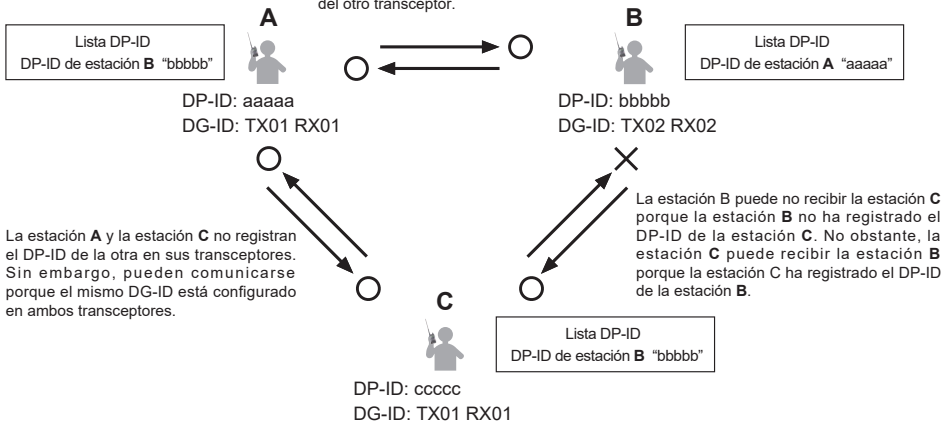 del otro transceptor.
A
B
Lista DP-ID
DP-ID de estación B “bbbbb”
Lista DP-ID
DP-ID de estación A “aaaaa”
DP-ID: aaaaa
DG-ID: TX01 RX01
DP-ID: bbbbb
DG-ID: TX02 RX02
La estación A y la estación C no registran
el DP-ID de la otra en sus transceptores.
Sin embargo, pueden comunicarse
porque el mismo DG-ID está configurado
en ambos transceptores.
La estación B puede no recibir la estación C
porque la estación B no ha registrado el
DP-ID de la estación C. No obstante, la
estación C puede recibir la estación B
porque la estación C ha registrado el DP-ID
de la estación B.
C
Lista DP-ID
DP-ID de estación B “bbbbb”
DP-ID: ccccc
DG-ID: TX01 RX01